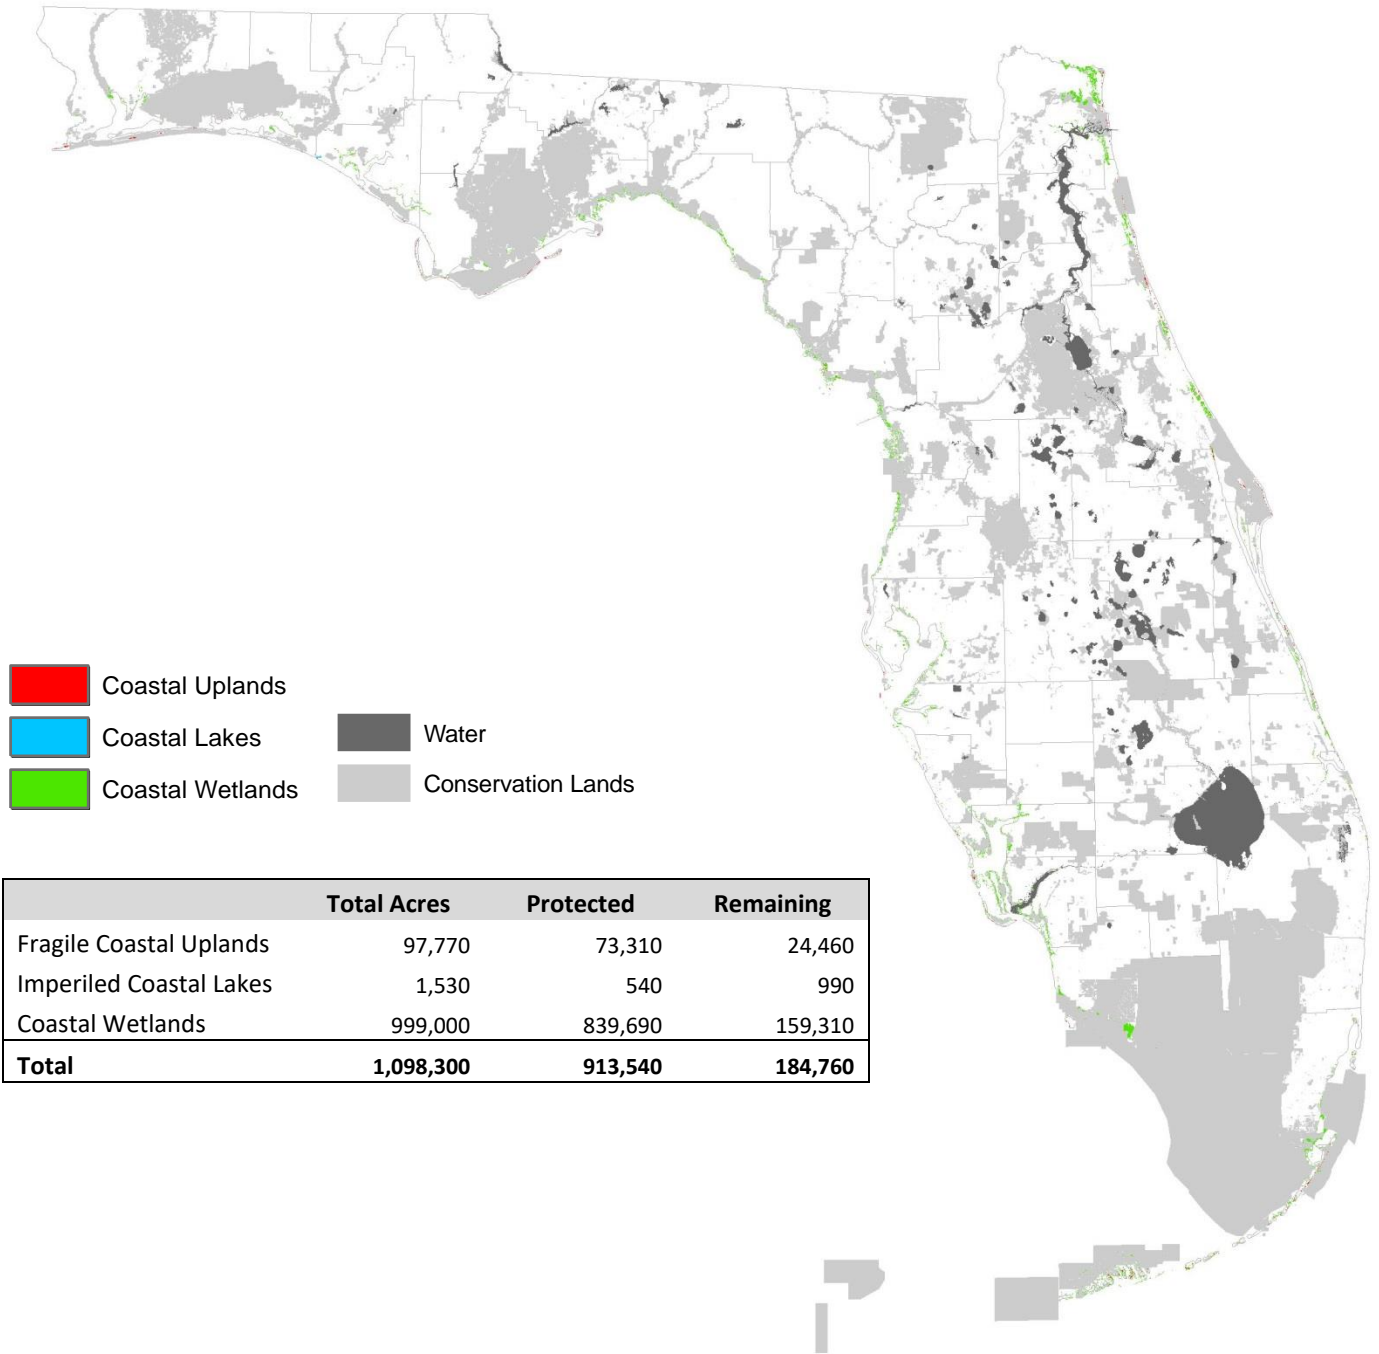 Coastal Uplands
Coastal Lakes
Coastal Wetlands
Water
Conservation Lands
Total Acres Protected Remaining
Fragile Coastal Uplands 97,770 73,310 24,460
Imperiled Coastal Lakes 1,530 540 990
Coastal Wetlands 999,000 839,690 159,310
Total 1,098,300 913,540 184,760